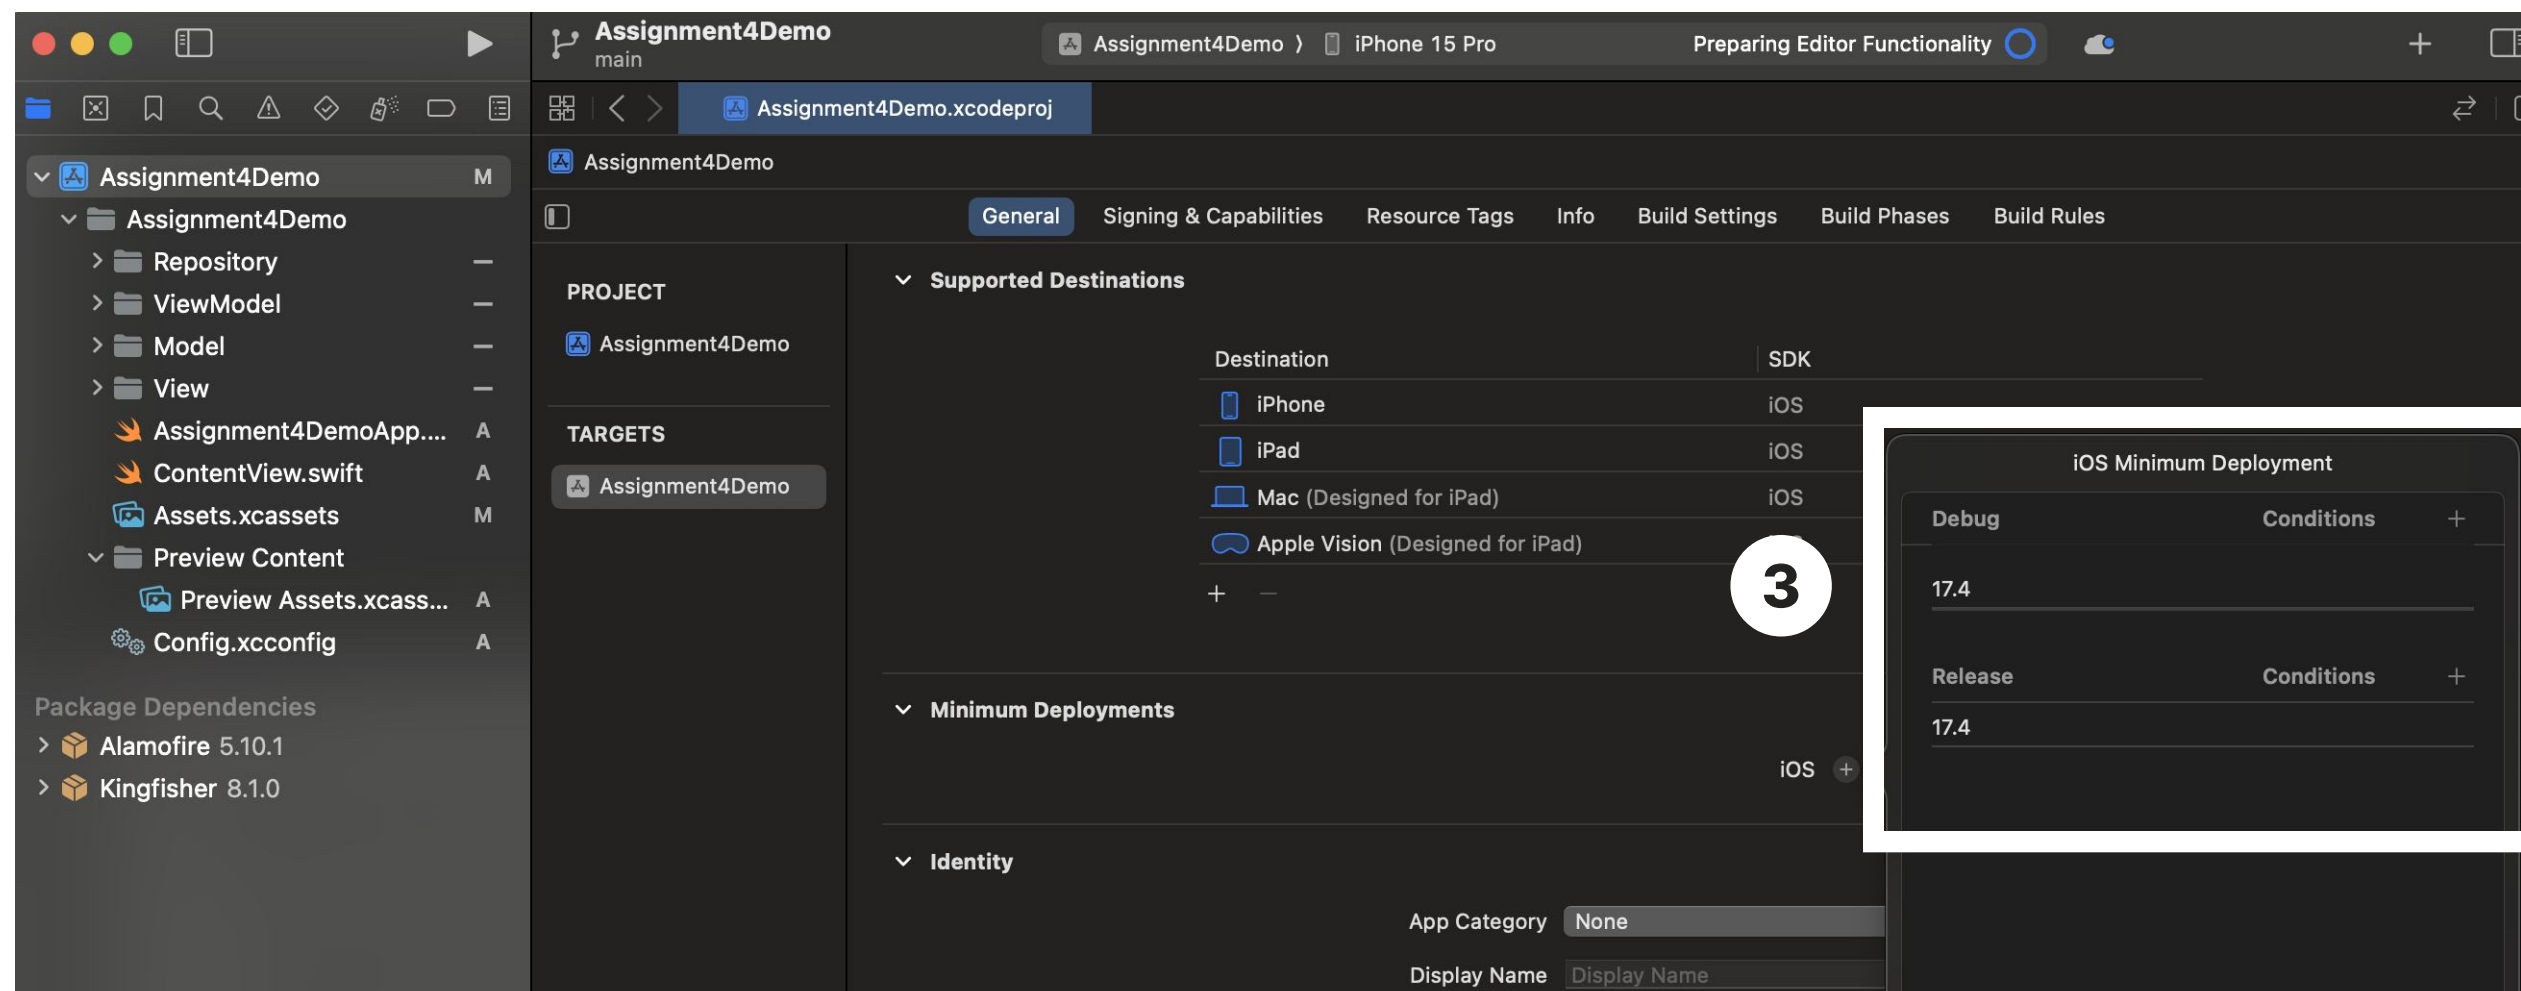 Assignment4Demo
main
Assignment4Demo ⟩ iPhone 15 Pro
Preparing Editor Functionality
Assignment4Demo.xcodeproj
Assignment4Demo M
Assignment4Demo
Repository
ViewModel
Model
View
Assignment4DemoApp.... A
ContentView.swift A
Assets.xcassets M
Preview Content
Preview Assets.xcass... A
Config.xcconfig A
Package Dependencies
Alamofire 5.10.1
Kingfisher 8.1.0
Assignment4Demo
General Signing & Capabilities Resource Tags Info Build Settings Build Phases Build Rules
PROJECT
Assignment4Demo
TARGETS
Assignment4Demo
Supported Destinations
Destination SDK
iPhone iOS
iPad iOS
Mac (Designed for iPad) iOS
Apple Vision (Designed for iPad)
+ −
3
Minimum Deployments
iOS +
Identity
App Category None
Display Name Display Name
iOS Minimum Deployment
Debug Conditions +
17.4
Release Conditions +
17.4